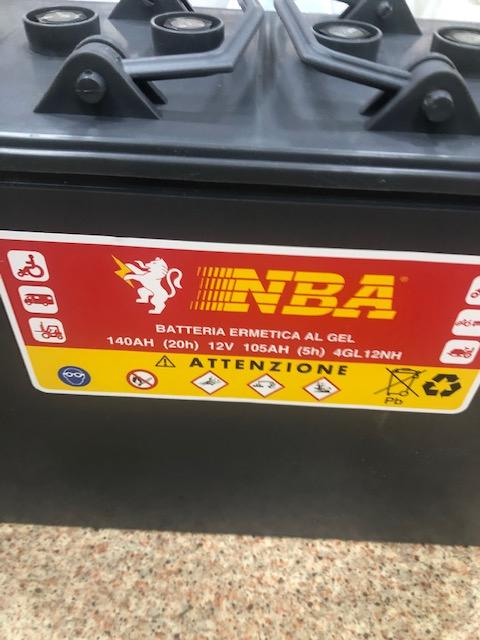 NBA®
BATTERIA ERMETICA AL GEL
140AH (20h) 12V 105AH (5h) 4GL12NH
ATTENZIONE
Pb